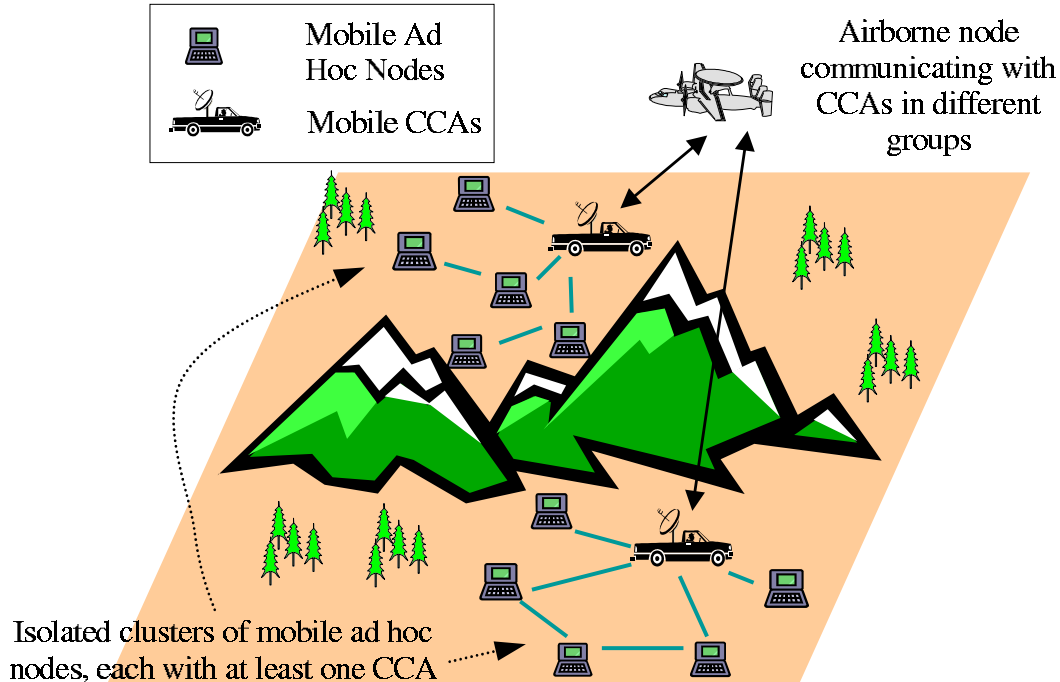 Mobile Ad
Hoc Nodes
Mobile CCAs
Airborne node
communicating with
CCAs in different
groups
Isolated clusters of mobile ad hoc
nodes, each with at least one CCA